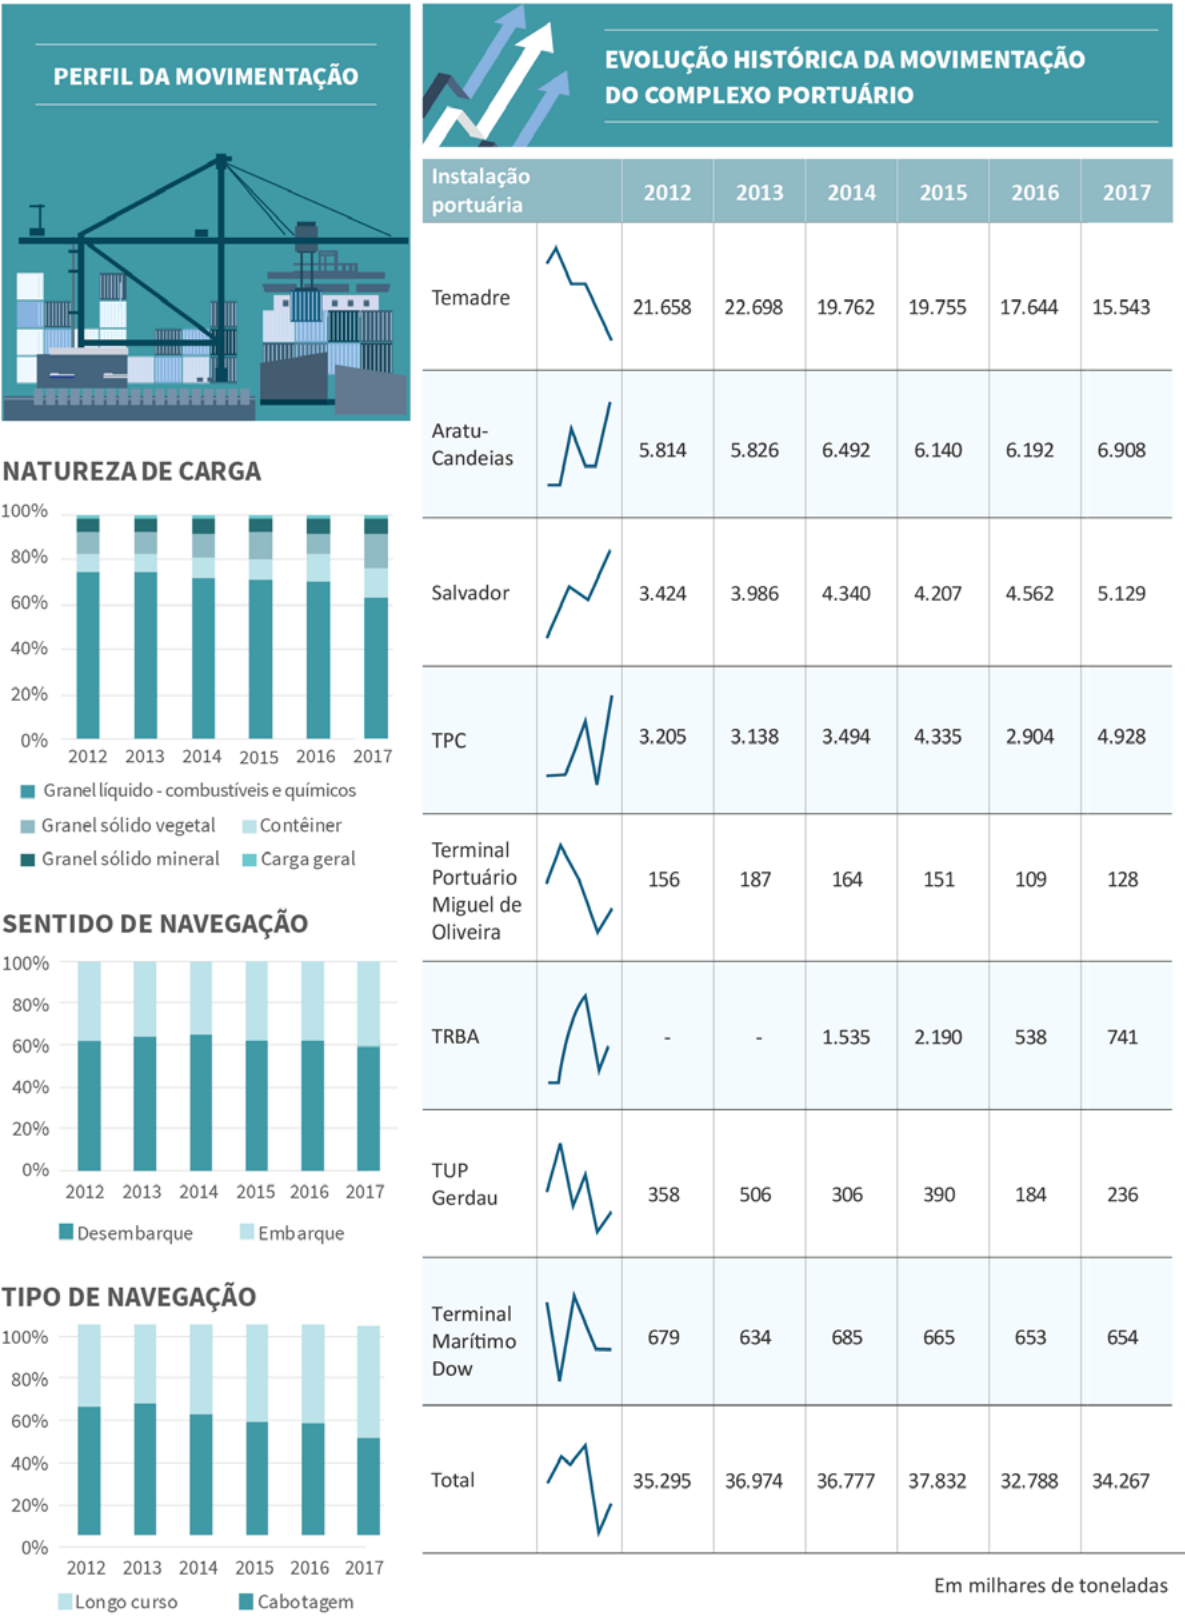 PERFIL DA MOVIMENTAÇÃO
NATUREZA DE CARGA
100%
80%
60%
40%
20%
0%
2012 2013 2014 2015 2016 2017
Granel líquido - combustíveis e químicos
Granel sólido vegetal Contêiner
Granel sólido mineral Carga geral
SENTIDO DE NAVEGAÇÃO
100%
80%
60%
40%
20%
0%
2012 2013 2014 2015 2016 2017
Desembarque Embarque
TIPO DE NAVEGAÇÃO
100%
80%
60%
40%
20%
0%
2012 2013 2014 2015 2016 2017
Longo curso Cabotagem
EVOLUÇÃO HISTÓRICA DA MOVIMENTAÇÃO
DO COMPLEXO PORTUÁRIO
Instalação
portuária
2012 2013 2014 2015 2016 2017
Temadre
21.658 22.698 19.762 19.755 17.644 15.543
Aratu-
Candeias
5.814 5.826 6.492 6.140 6.192 6.908
Salvador
3.424 3.986 4.340 4.207 4.562 5.129
TPC
3.205 3.138 3.494 4.335 2.904 4.928
Terminal
Portuário
Miguel de
Oliveira
156 187 164 151 109 128
TRBA
- - 1.535 2.190 538 741
TUP
Gerdau
358 506 306 390 184 236
Terminal
Marítimo
Dow
679 634 685 665 653 654
Total
35.295 36.974 36.777 37.832 32.788 34.267
Em milhares de toneladas